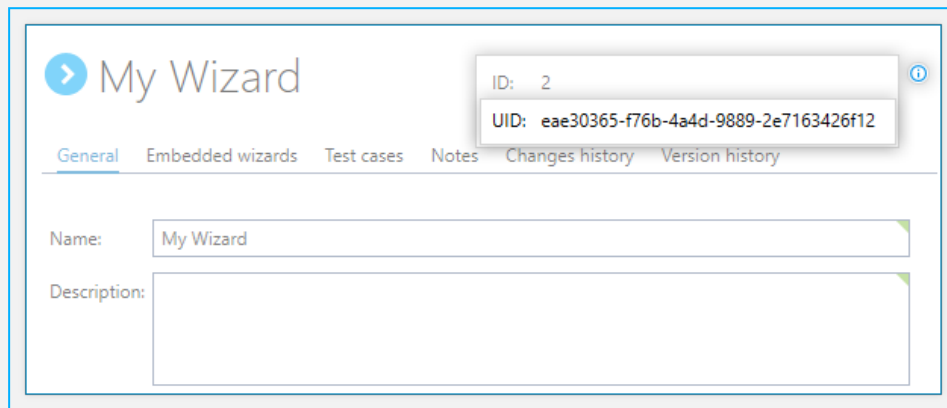 My Wizard
ID: 2
UID: eae30365-f76b-4a4d-9889-2e7163426f12
General Embedded wizards Test cases Notes Changes history Version history
Name: My Wizard
Description: